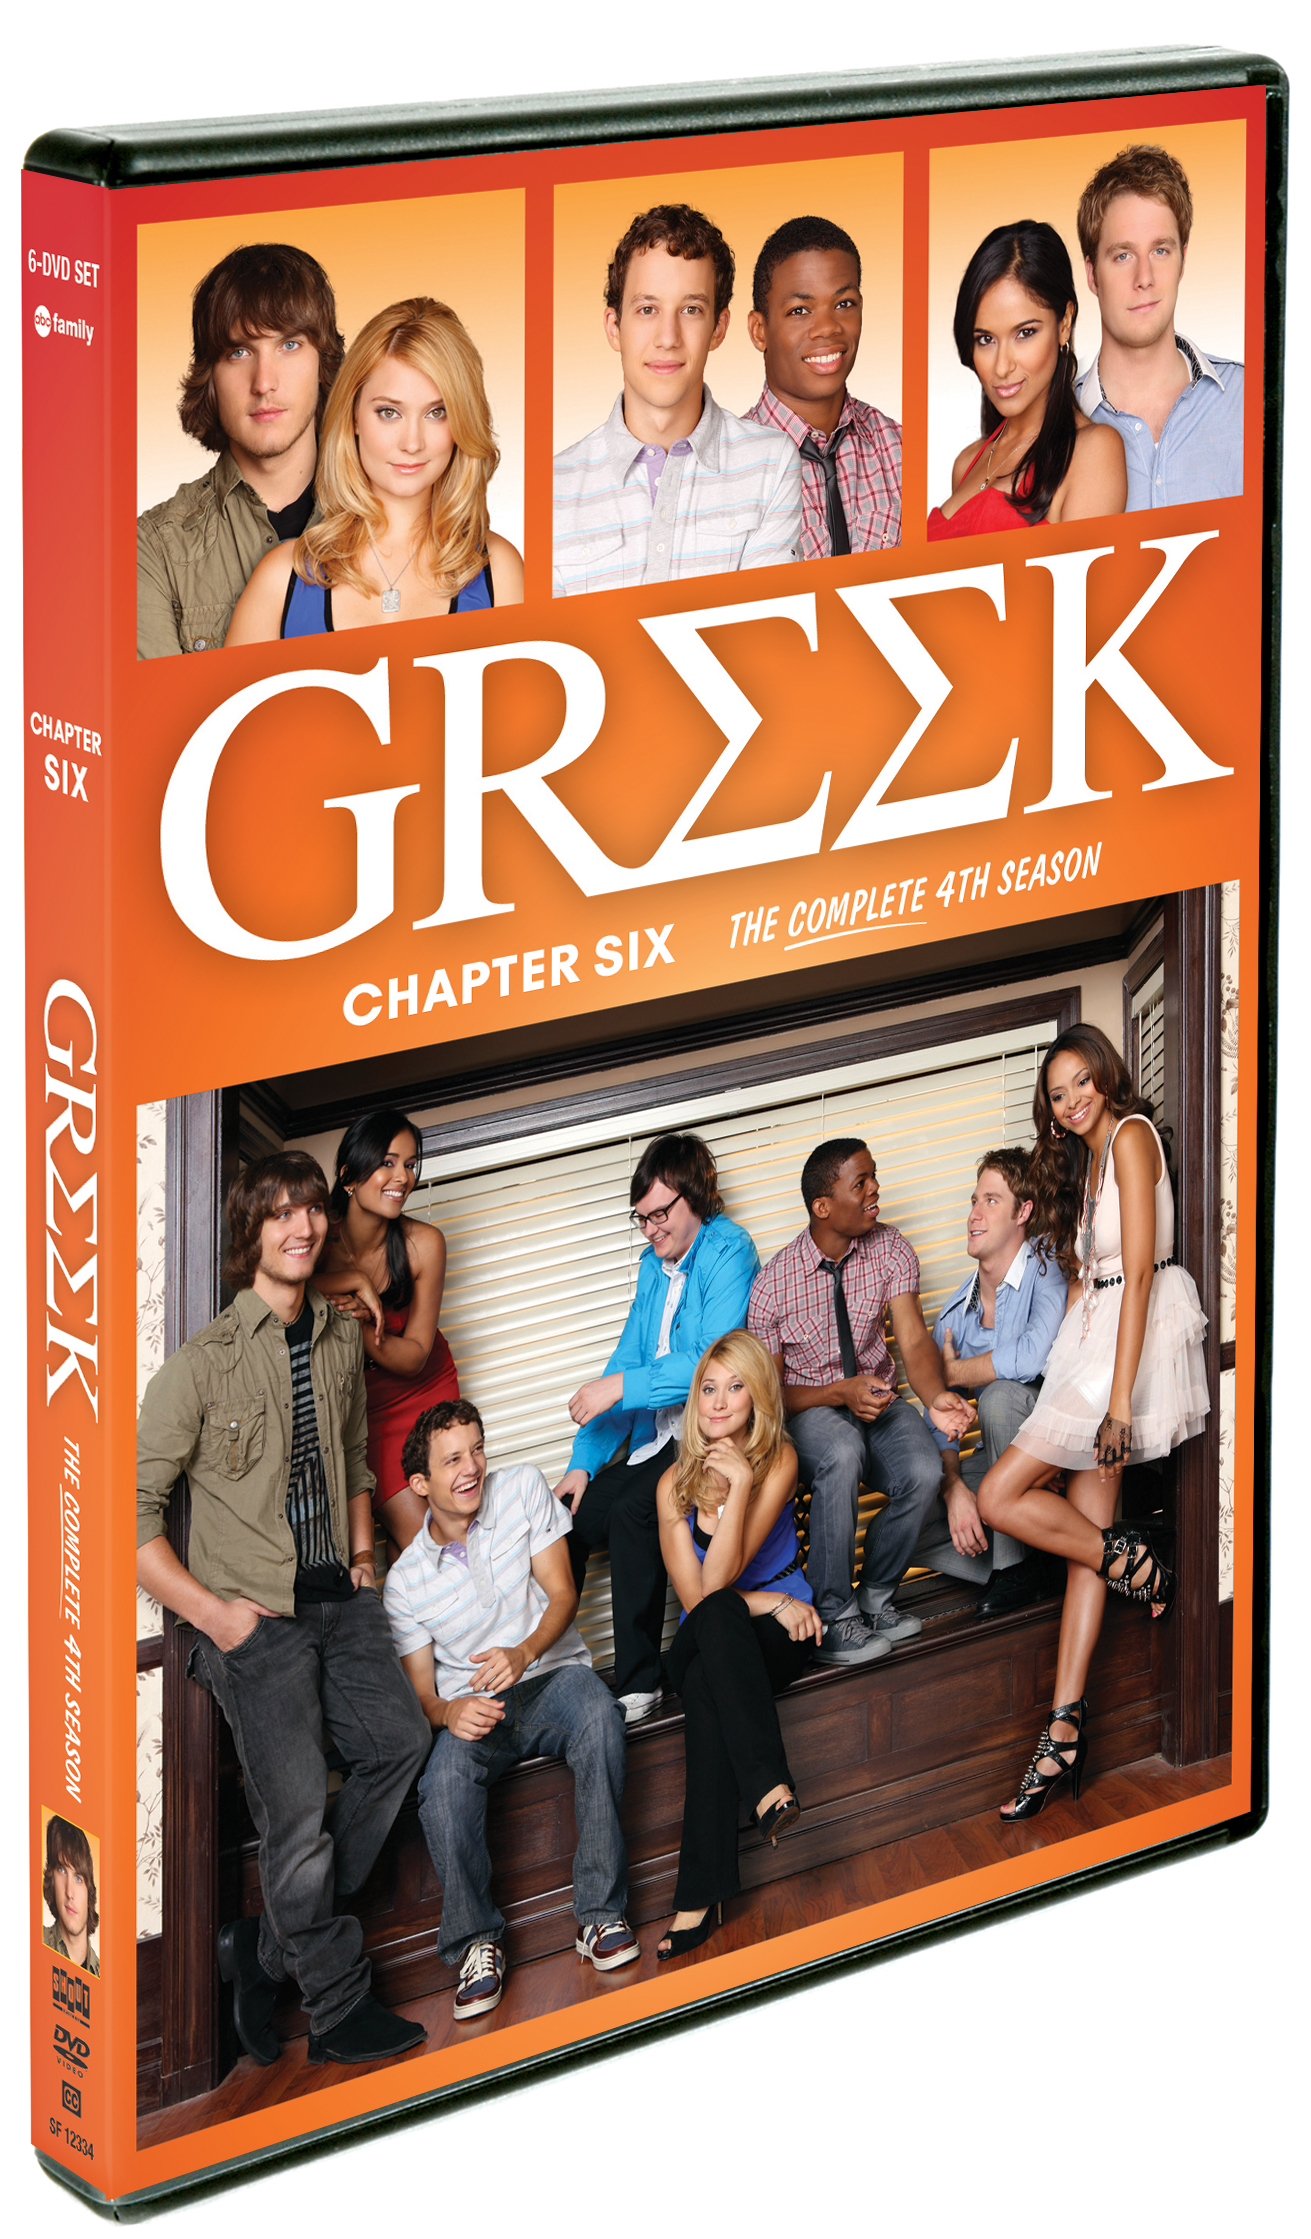 6-DVD SET
abc family
CHAPTER
SIX
GRΣΣK
THE COMPLETE 4TH SEASON
SHOUT
DVD
VIDEO
CC
SF 12334
GRΣΣK
CHAPTER SIX
THE COMPLETE 4TH SEASON